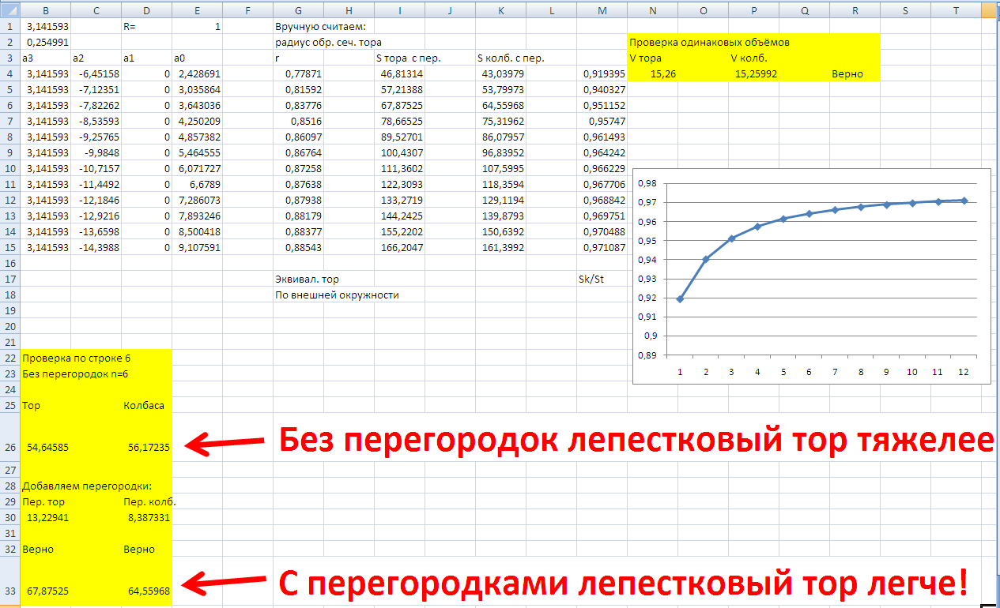 B C D E F G H I J K L M N O P Q R S T
1 3,141593 R= 1 Вручную считаем:
2 0,254991 радиус обр. сеч. тора Проверка одинаковых объёмов
3 a3 a2 a1 a0 r S тора с пер. S колб. с пер. V тора V колб.
4 3,141593 -6,45158 0 2,428691 0,77871 46,81314 43,03979 0,919395 15,26 15,25992 Верно
5 3,141593 -7,12351 0 3,035864 0,81592 57,21388 53,79973 0,940327
6 3,141593 -7,82262 0 3,643036 0,83776 67,87525 64,55968 0,951152
7 3,141593 -8,53593 0 4,250209 0,8516 78,66525 75,31962 0,95747
8 3,141593 -9,25765 0 4,857382 0,86097 89,52701 86,07957 0,961493
9 3,141593 -9,9848 0 5,464555 0,86764 100,4307 96,83952 0,964242
10 3,141593 -10,7157 0 6,071727 0,87258 111,3602 107,5995 0,966229
11 3,141593 -11,4492 0 6,6789 0,87638 122,3093 118,3594 0,967706
12 3,141593 -12,1846 0 7,286073 0,87938 133,2719 129,1194 0,968842
13 3,141593 -12,9216 0 7,893246 0,88179 144,2425 139,8793 0,969751
14 3,141593 -13,6598 0 8,500418 0,88377 155,2202 150,6392 0,970488
15 3,141593 -14,3988 0 9,107591 0,88543 166,2047 161,3992 0,971087
16
17 Эквивал. тор Sk/St
18 По внешней окружности
19
20
21
0,98
0,97
0,96
0,95
0,94
0,93
0,92
0,91
0,9
0,89
1 2 3 4 5 6 7 8 9 10 11 12
22 Проверка по строке 6
23 Без перегородок n=6
24
25 Тор Колбаса
26 54,64585 56,17235 Без перегородок лепестковый тор тяжелее
27
28 Добавляем перегородки:
29 Пер. тор Пер. колб.
30 13,22941 8,387331
31
32 Верно Верно
33 67,87525 64,55968 С перегородками лепестковый тор легче!